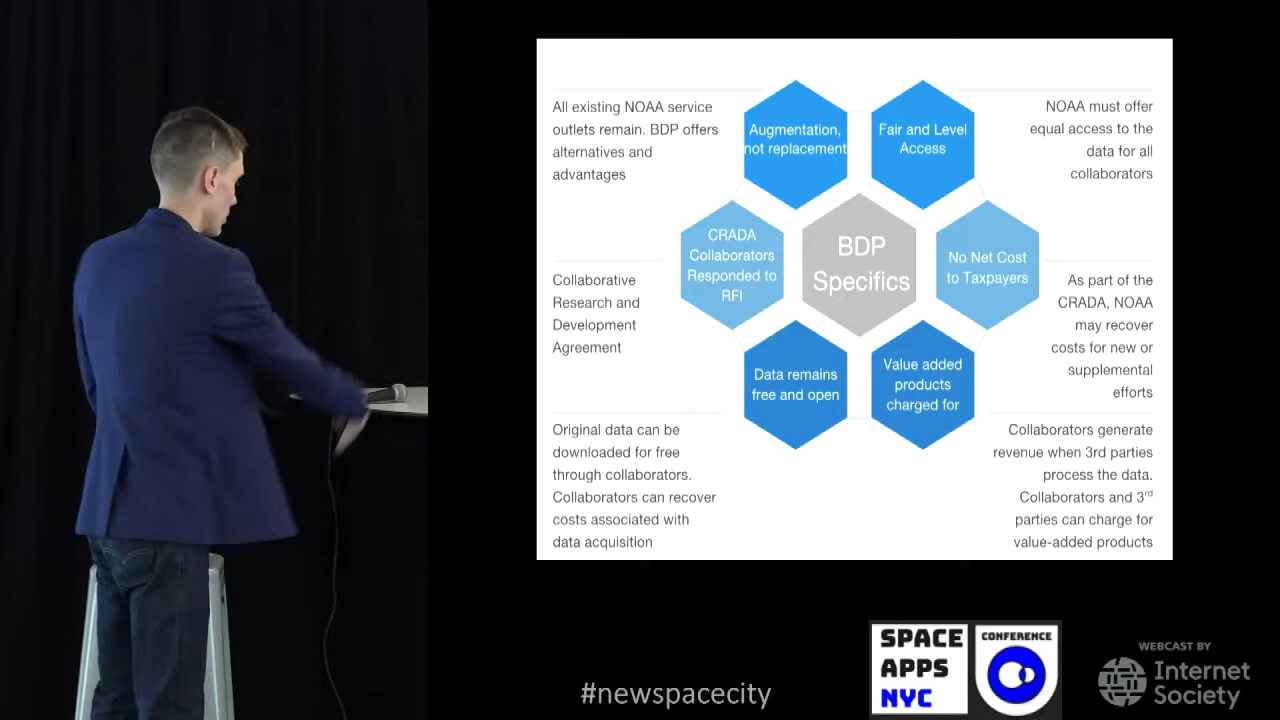 All existing NOAA service
outlets remain. BDP offers
alternatives and
advantages
Augmentation,
not replacement
Fair and Level
Access
NOAA must offer
equal access to the
data for all
collaborators
CRADA
Collaborators
Responded to
RFI
BDP
Specifics
No Net Cost
to Taxpayers
Collaborative
Research and
Development
Agreement
As part of the
CRADA, NOAA
may recover
costs for new or
supplemental
efforts
Data remains
free and open
Value added
products
charged for
Original data can be
downloaded for free
through collaborators.
Collaborators can recover
costs associated with
data acquisition
Collaborators generate
revenue when 3rd parties
process the data.
Collaborators and 3rd
parties can charge for
value-added products
#newspacecity
SPACE
APPS
NYC
CONFERENCE
WEBCAST BY
Internet
Society